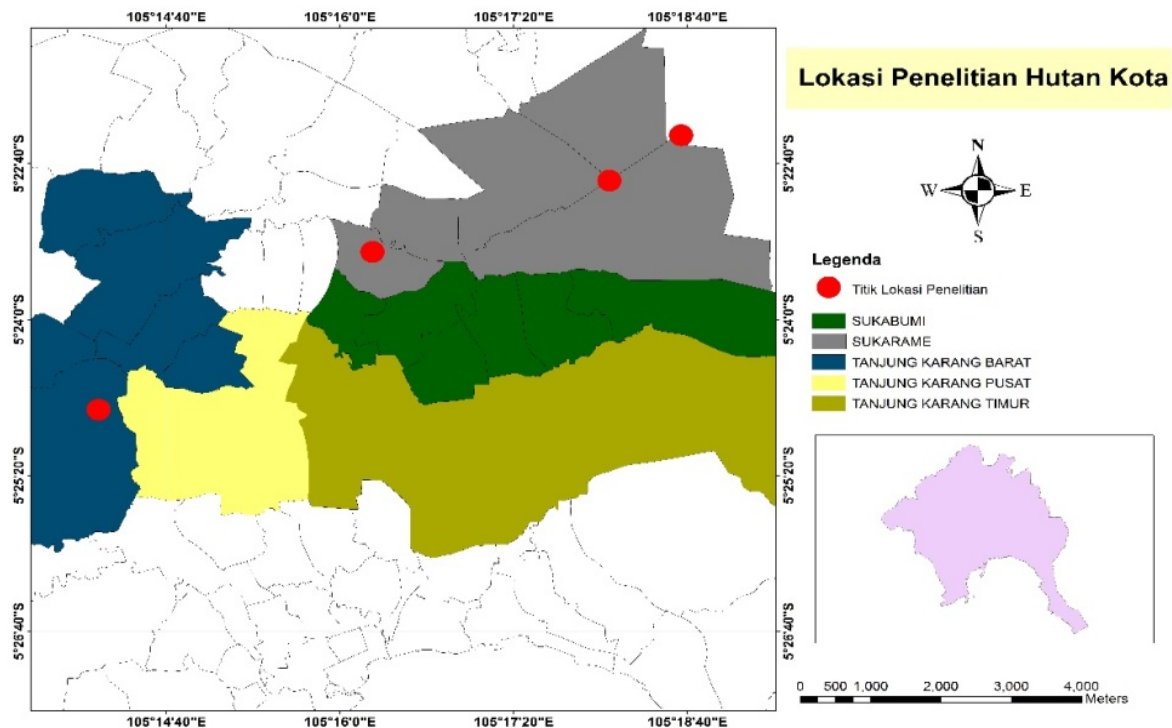 105°14'40"E 105°16'0"E 105°17'20"E 105°18'40"E
Lokasi Penelitian Hutan Kota
5°22'40"S 5°22'40"S
N
W E
S
Legenda
Titik Lokasi Penelitian
SUKABUMI
SUKARAME
TANJUNG KARANG BARAT
TANJUNG KARANG PUSAT
TANJUNG KARANG TIMUR
5°24'0"S 5°24'0"S
5°25'20"S 5°25'20"S
5°26'40"S 5°26'40"S
0 500 1,000 2,000 3,000 4,000
Meters
105°14'40"E 105°16'0"E 105°17'20"E 105°18'40"E